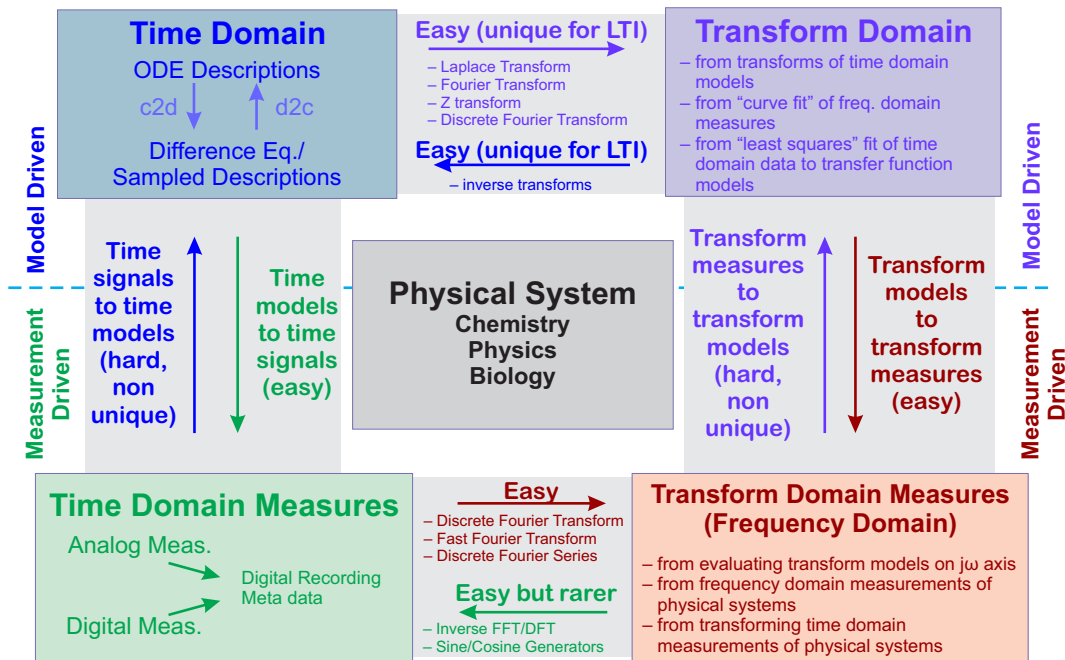 Time Domain
ODE Descriptions
c2d
d2c
Difference Eq./
Sampled Descriptions
Easy (unique for LTI)
– Laplace Transform
– Fourier Transform
– Z transform
– Discrete Fourier Transform
Easy (unique for LTI)
– inverse transforms
Transform Domain
– from transforms of time domain
models
– from “curve fit” of freq. domain
measures
– from “least squares” fit of time
domain data to transfer function
models
Model Driven
Measurement
Driven
Time
signals
to time
models
(hard,
non
unique)
Time
models
to time
signals
(easy)
Physical System
Chemistry
Physics
Biology
Transform
measures
to
transform
models
(hard,
non
unique)
Transform
models
to
transform
measures
(easy)
Model Driven
Measurement
Driven
Time Domain Measures
Analog Meas.
Digital Recording
Meta data
Digital Meas.
Easy
– Discrete Fourier Transform
– Fast Fourier Transform
– Discrete Fourier Series
Easy but rarer
– Inverse FFT/DFT
– Sine/Cosine Generators
Transform Domain Measures
(Frequency Domain)
– from evaluating transform models on jω axis
– from frequency domain measurements of
physical systems
– from transforming time domain
measurements of physical systems